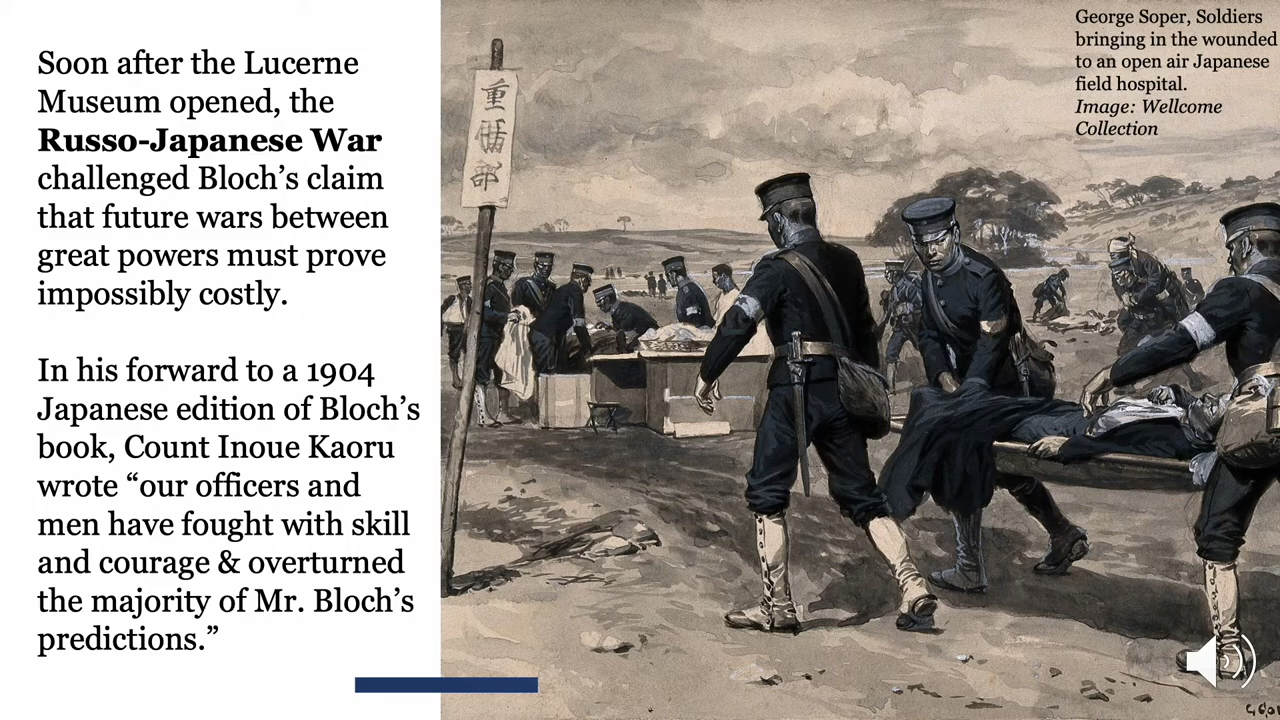 Soon after the Lucerne
Museum opened, the
Russo-Japanese War
challenged Bloch’s claim
that future wars between
great powers must prove
impossibly costly.
In his forward to a 1904
Japanese edition of Bloch’s
book, Count Inoue Kaoru
wrote “our officers and
men have fought with skill
and courage & overturned
the majority of Mr. Bloch’s
predictions.”
George Soper, Soldiers
bringing in the wounded
to an open air Japanese
field hospital.
Image: Wellcome
Collection
重
部